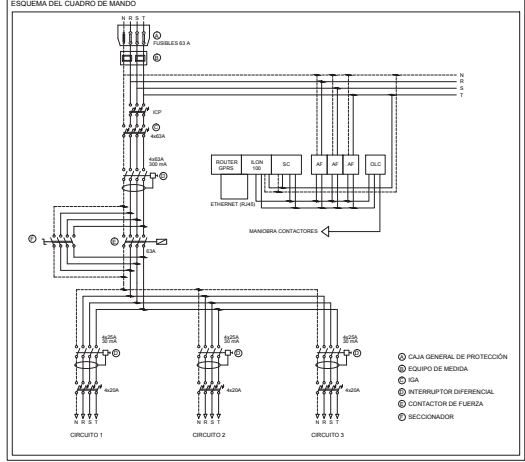 ESQUEMA DEL CUADRO DE MANDO
N R S T
A
FUSIBLES 63 A
B
N
R
S
T
ICP
C
4x63A
4x63A
300 mA
D
ROUTER GPRS
ILON 100
SC
AF
AF
AF
OLC
ETHERNET (RJ45)
MANIOBRA CONTACTORES
F
E
63A
4x25A
30 mA
D
4x25A
30 mA
D
4x25A
30 mA
D
4x20A
4x20A
4x20A
N R S T
N R S T
N R S T
CIRCUITO 1
CIRCUITO 2
CIRCUITO 3
A CAJA GENERAL DE PROTECCIÓN
B EQUIPO DE MEDIDA
C IGA
D INTERRUPTOR DIFERENCIAL
E CONTACTOR DE FUERZA
F SECCIONADOR